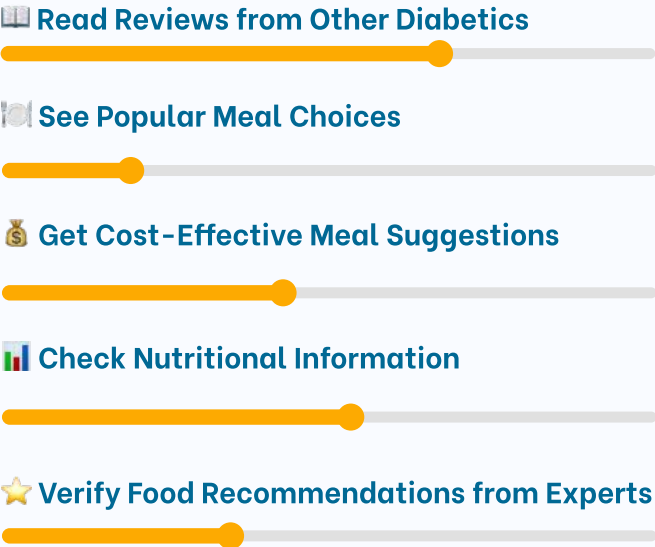 Read Reviews from Other Diabetics
See Popular Meal Choices
Get Cost-Effective Meal Suggestions
Check Nutritional Information
Verify Food Recommendations from Experts